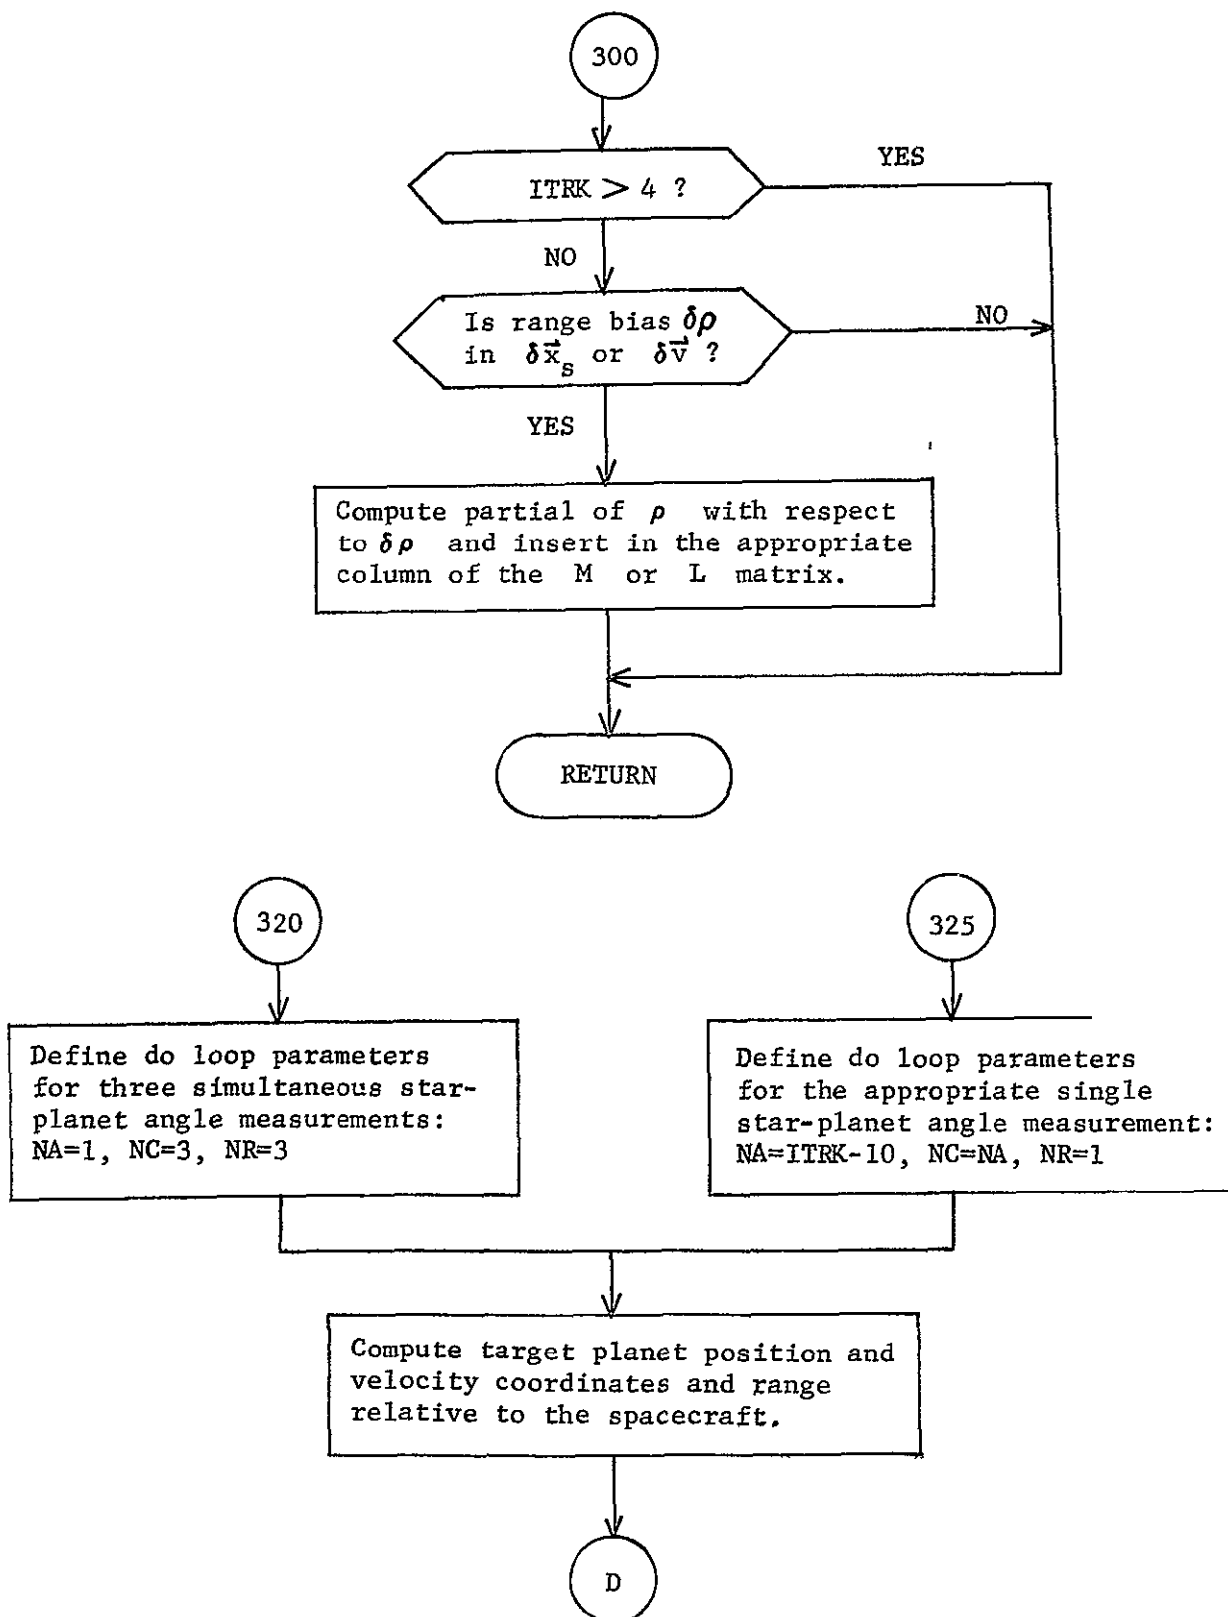 300
ITRK > 4 ?
YES
NO
Is range bias δρ
in δx⃗s or δv⃗ ?
NO
YES
Compute partial of ρ with respect
to δρ and insert in the appropriate
column of the M or L matrix.
RETURN
320
325
Define do loop parameters
for three simultaneous star-
planet angle measurements:
NA=1, NC=3, NR=3
Define do loop parameters
for the appropriate single
star-planet angle measurement:
NA=ITRK-10, NC=NA, NR=1
Compute target planet position and
velocity coordinates and range
relative to the spacecraft.
D